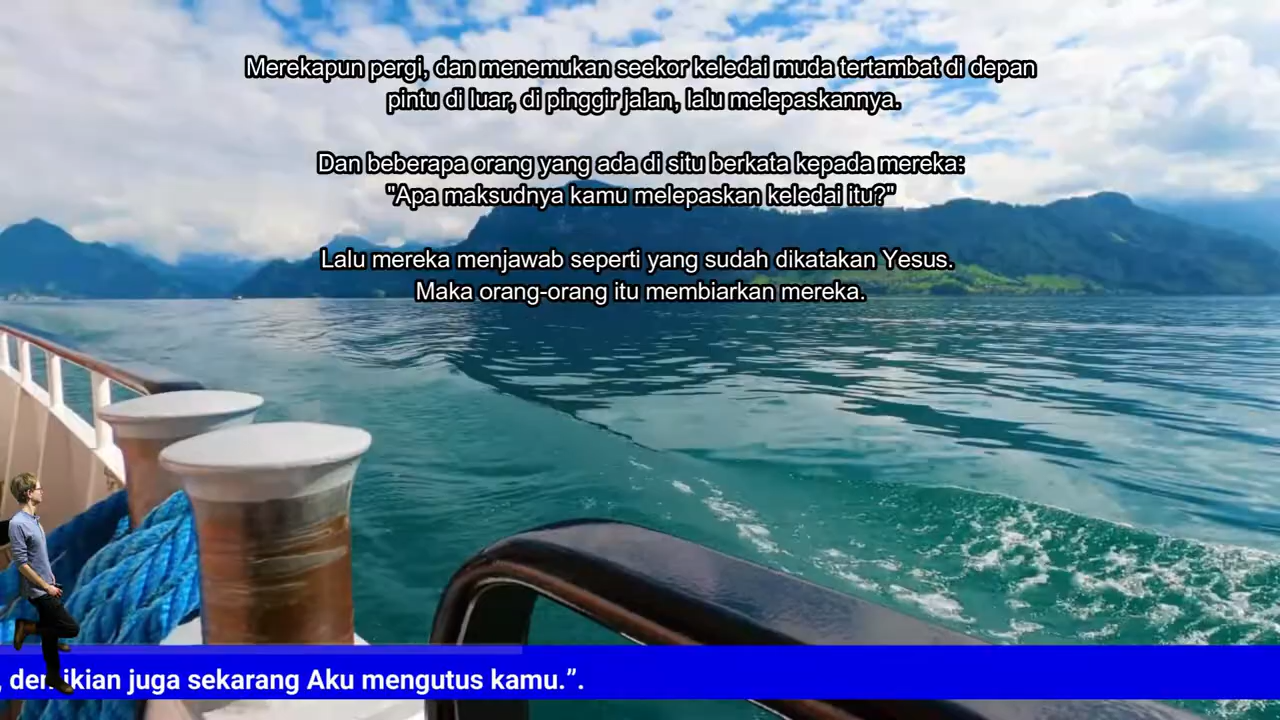 Merekapun pergi, dan menemukan seekor keledai muda tertambat di depan
pintu di luar, di pinggir jalan, lalu melepaskannya.
Dan beberapa orang yang ada di situ berkata kepada mereka:
"Apa maksudnya kamu melepaskan keledai itu?"
Lalu mereka menjawab seperti yang sudah dikatakan Yesus.
Maka orang-orang itu membiarkan mereka.
, demikian juga sekarang Aku mengutus kamu.”.